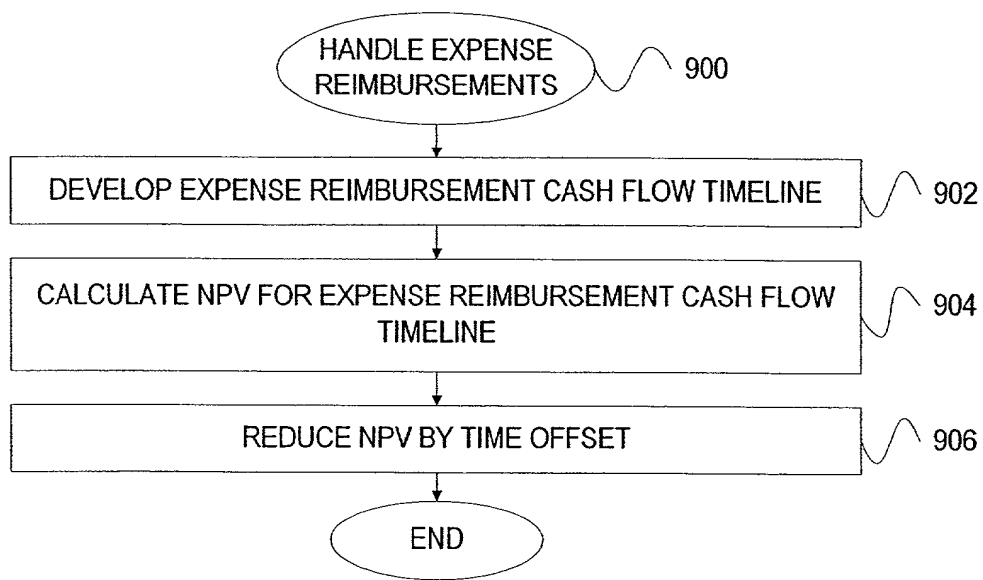 HANDLE EXPENSE
REIMBURSEMENTS
900
DEVELOP EXPENSE REIMBURSEMENT CASH FLOW TIMELINE
902
CALCULATE NPV FOR EXPENSE REIMBURSEMENT CASH FLOW
TIMELINE
904
REDUCE NPV BY TIME OFFSET
906
END